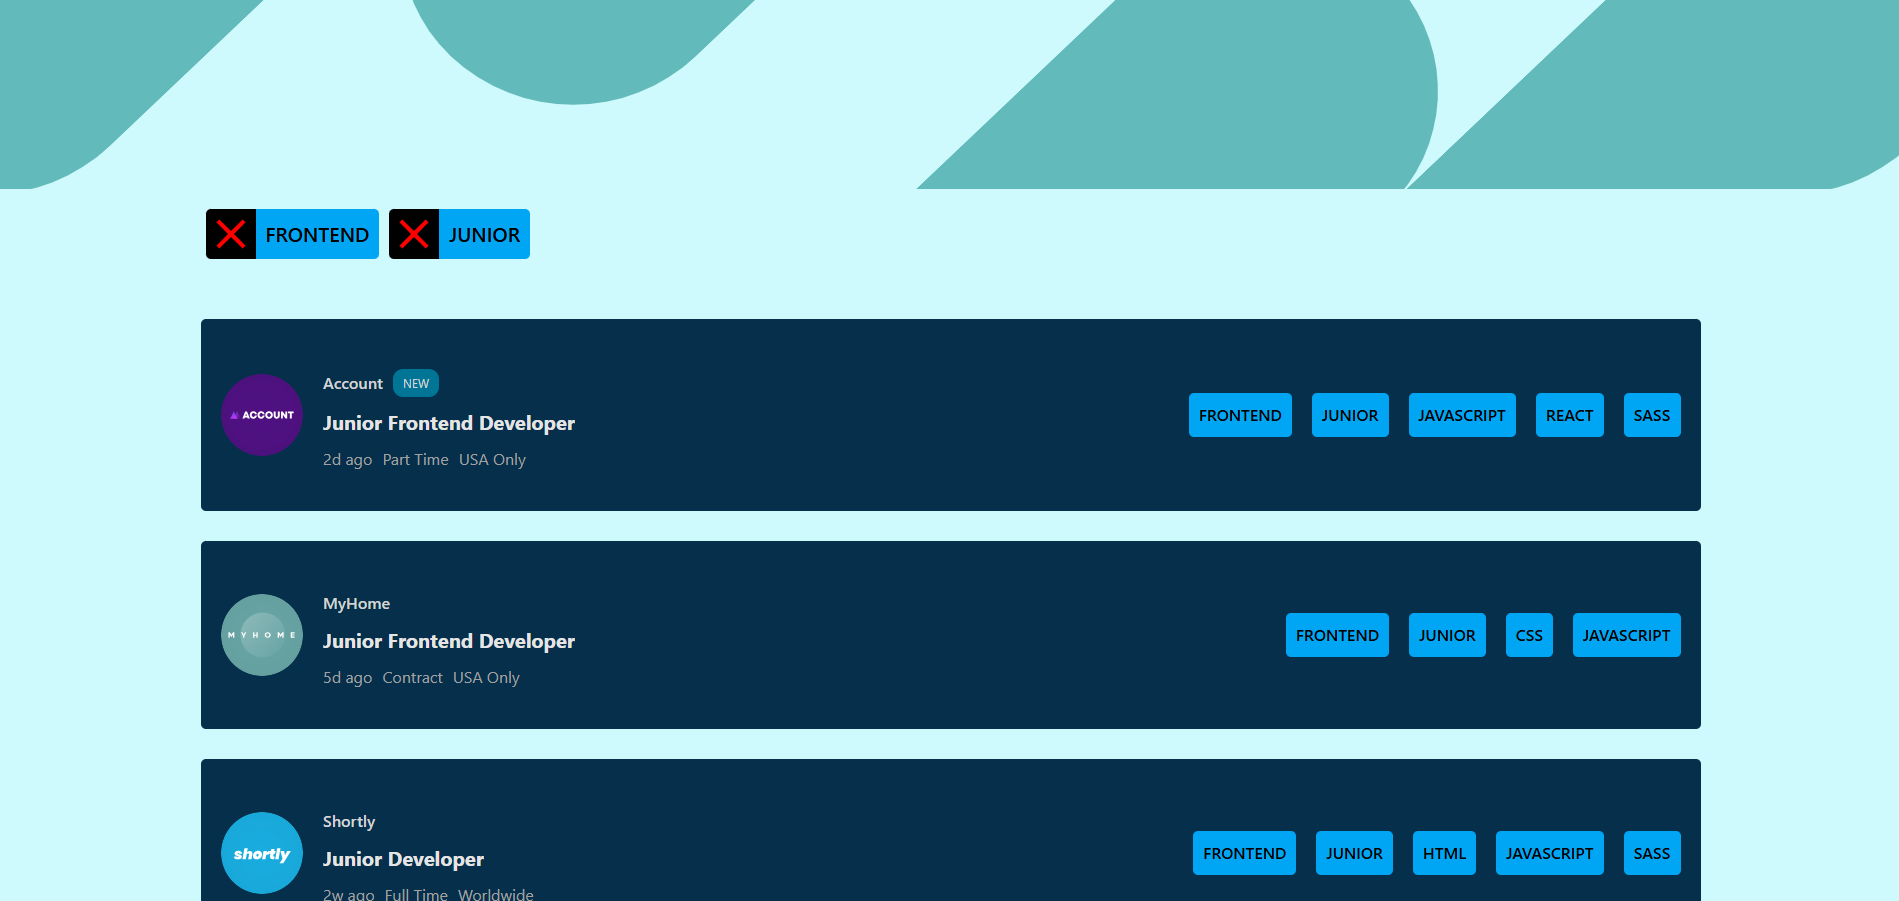 FRONTEND JUNIOR
ACCOUNT
Account NEW
Junior Frontend Developer
2d ago Part Time USA Only
FRONTEND JUNIOR JAVASCRIPT REACT SASS
MYHOME
MyHome
Junior Frontend Developer
5d ago Contract USA Only
FRONTEND JUNIOR CSS JAVASCRIPT
shortly
Shortly
Junior Developer
2w ago Full Time Worldwide
FRONTEND JUNIOR HTML JAVASCRIPT SASS